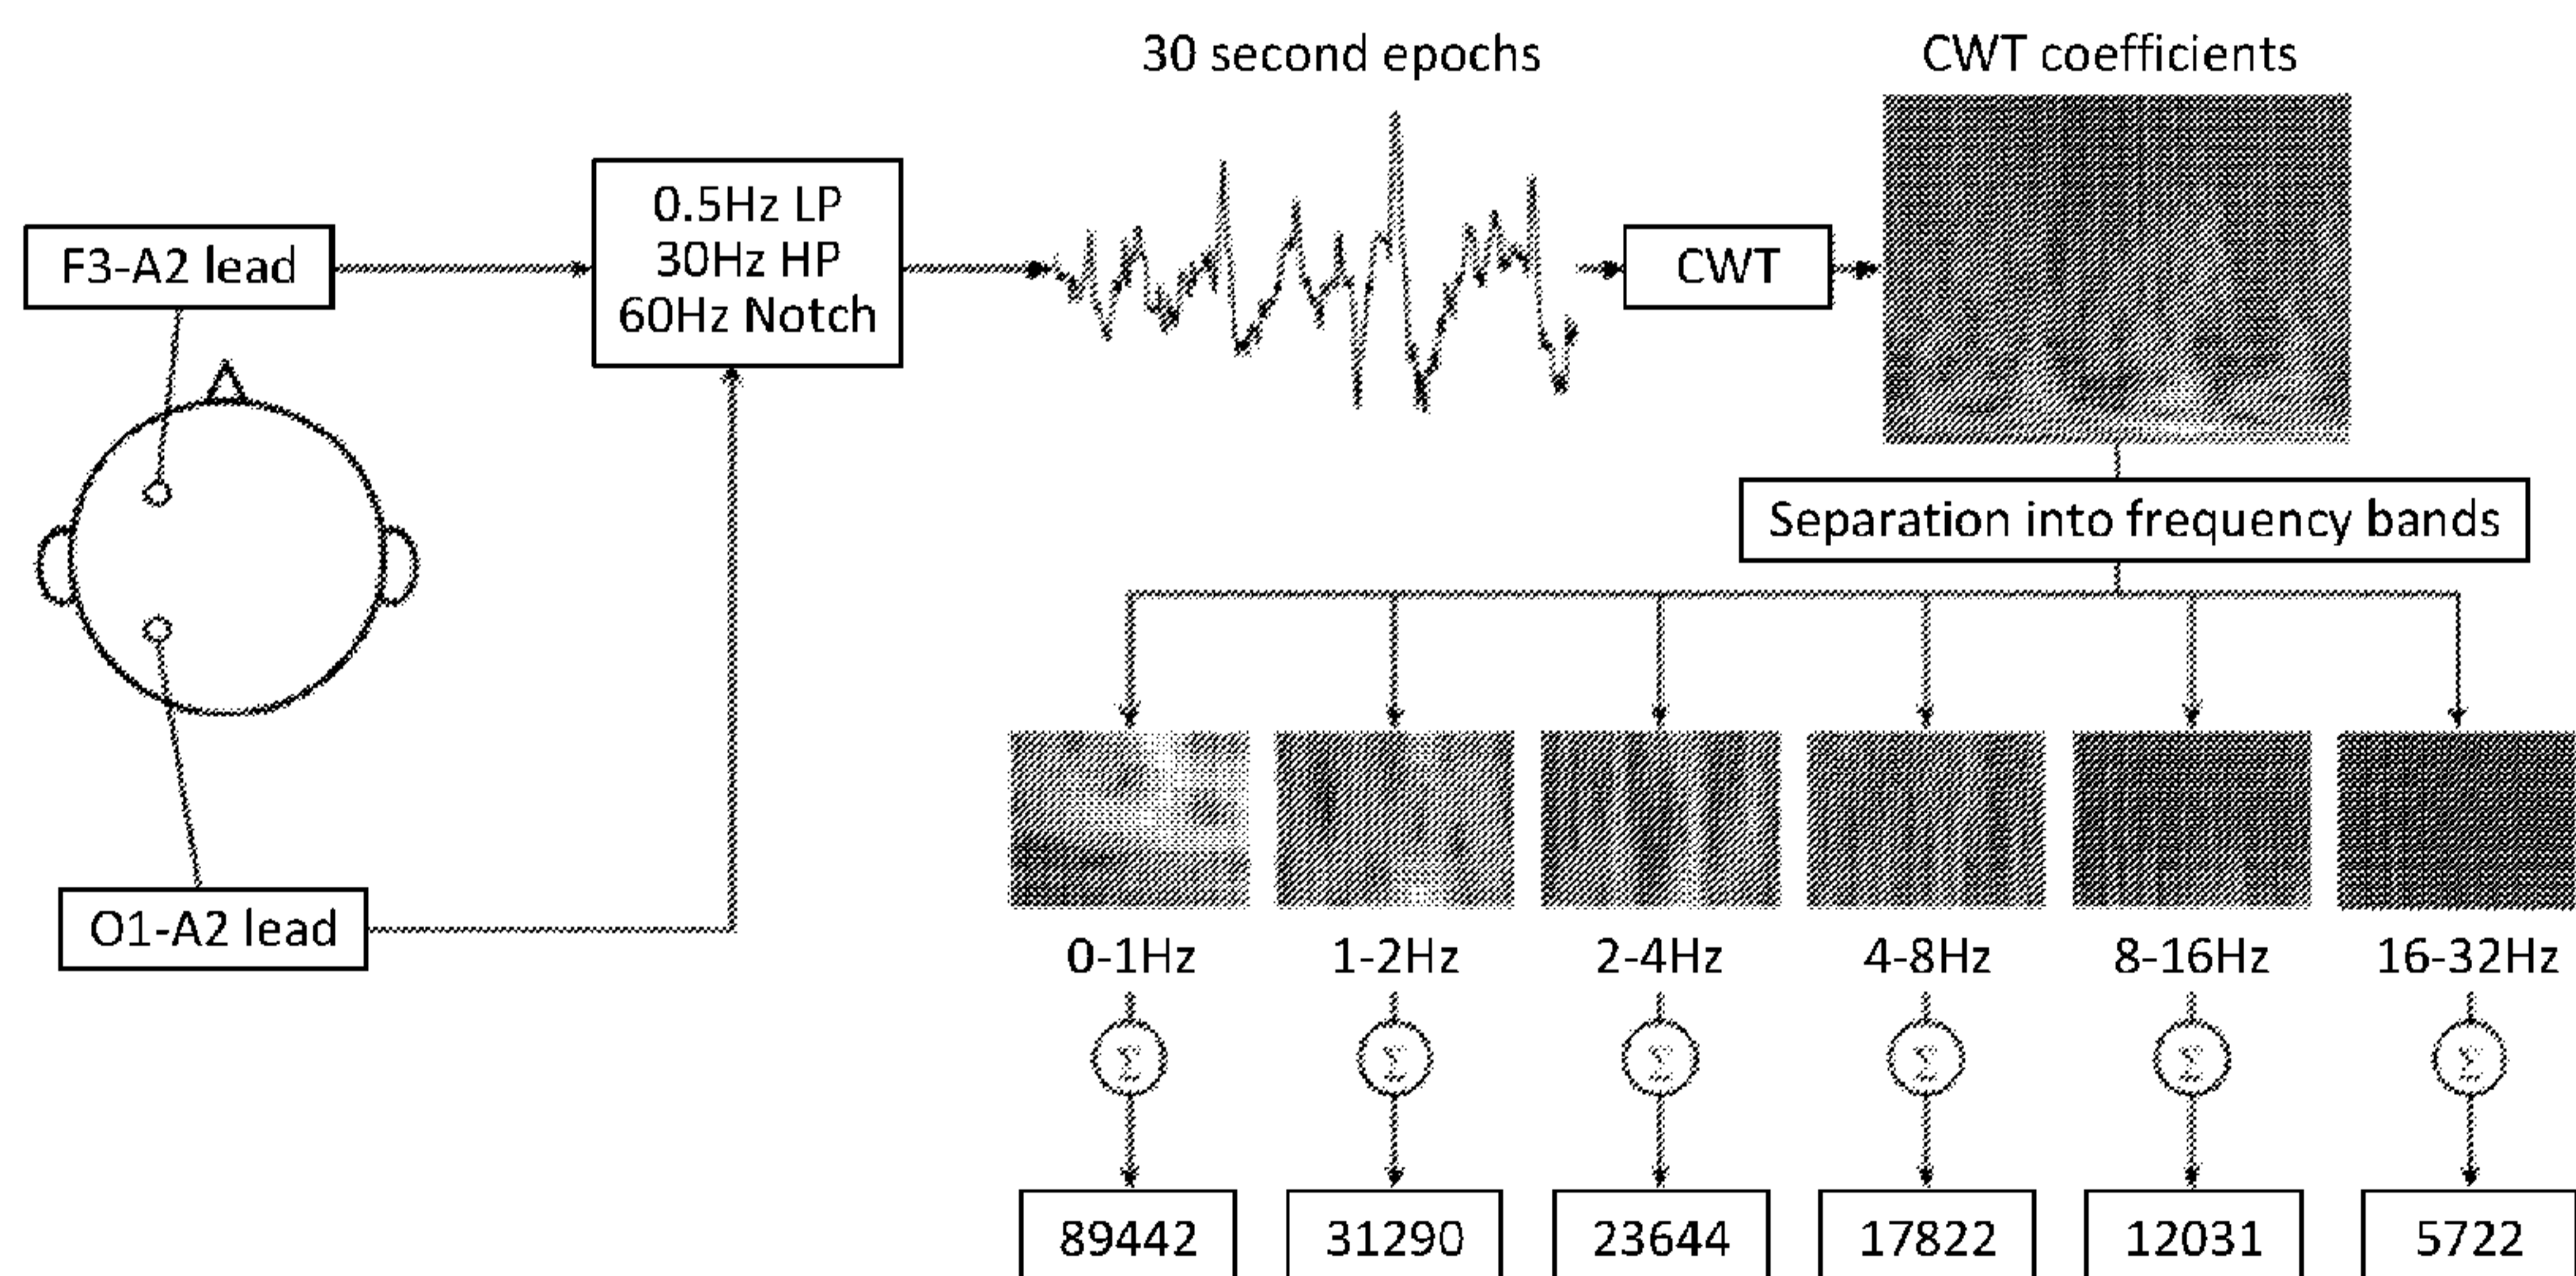 30 second epochs
CWT coefficients
F3-A2 lead
0.5Hz LP
30Hz HP
60Hz Notch
CWT
Separation into frequency bands
O1-A2 lead
0-1Hz 1-2Hz 2-4Hz 4-8Hz 8-16Hz 16-32Hz
Σ Σ Σ Σ Σ Σ
89442 31290 23644 17822 12031 5722